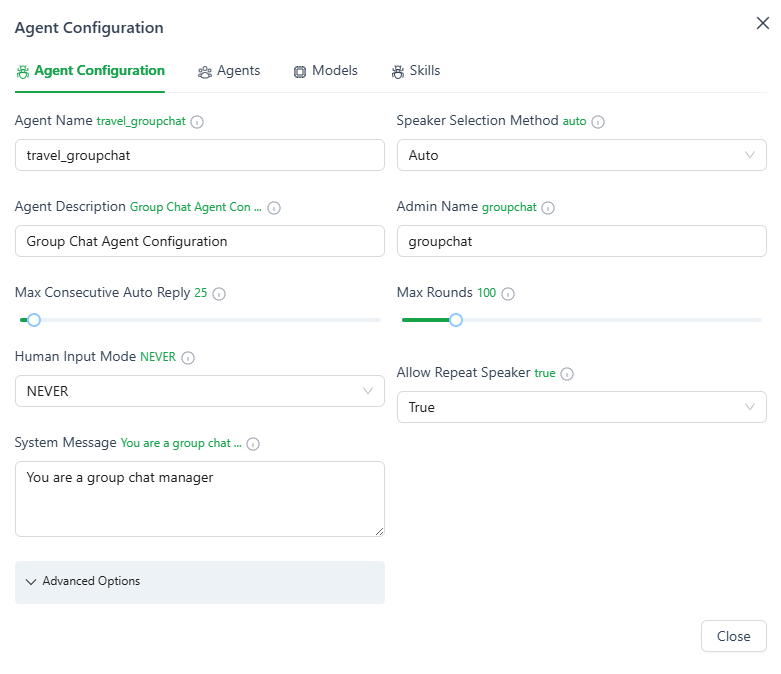 Agent Configuration
Agent Configuration
Agents
Models
Skills
Agent Name travel_groupchat
travel_groupchat
Speaker Selection Method auto
Auto
Agent Description Group Chat Agent Con ...
Group Chat Agent Configuration
Admin Name groupchat
groupchat
Max Consecutive Auto Reply 25
Max Rounds 100
Human Input Mode NEVER
NEVER
Allow Repeat Speaker true
True
System Message You are a group chat ...
You are a group chat manager
Advanced Options
Close